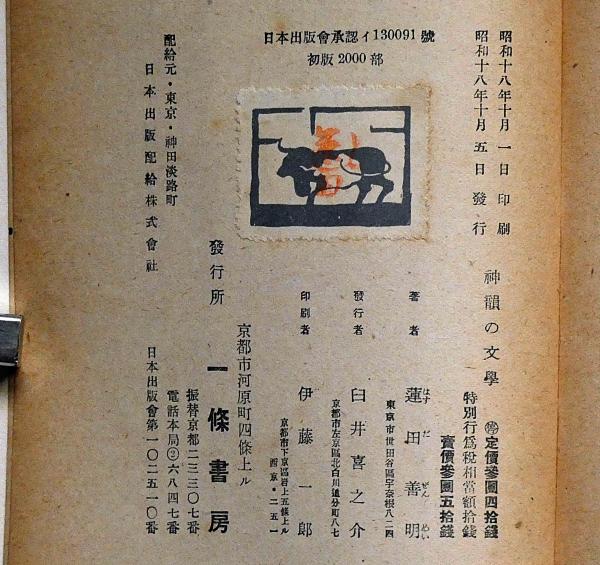 日本出版會承認イ130091號
初版2000部
昭和十八年十月一日印刷
昭和十八年十月五日發行
神韻の文學
㊕定價參圓四拾錢
特別行爲税相當額拾錢
賣價參圓五拾錢
著者
蓮田善明
はすだぜんめい
東京市世田谷區宇奈根八二四
發行者
臼井喜之介
京都市左京區北白川追分町八七
印刷者
伊藤一郎
京都市下京區岩上五條上ル
西京・二五一
京都市河原町四條上ル
發行所
一條書房
振替京都二三三〇七番
電話本局②六八四七番
日本出版會第一〇二五一〇番
配給元・東京・神田淡路町
日本出版配給株式會社